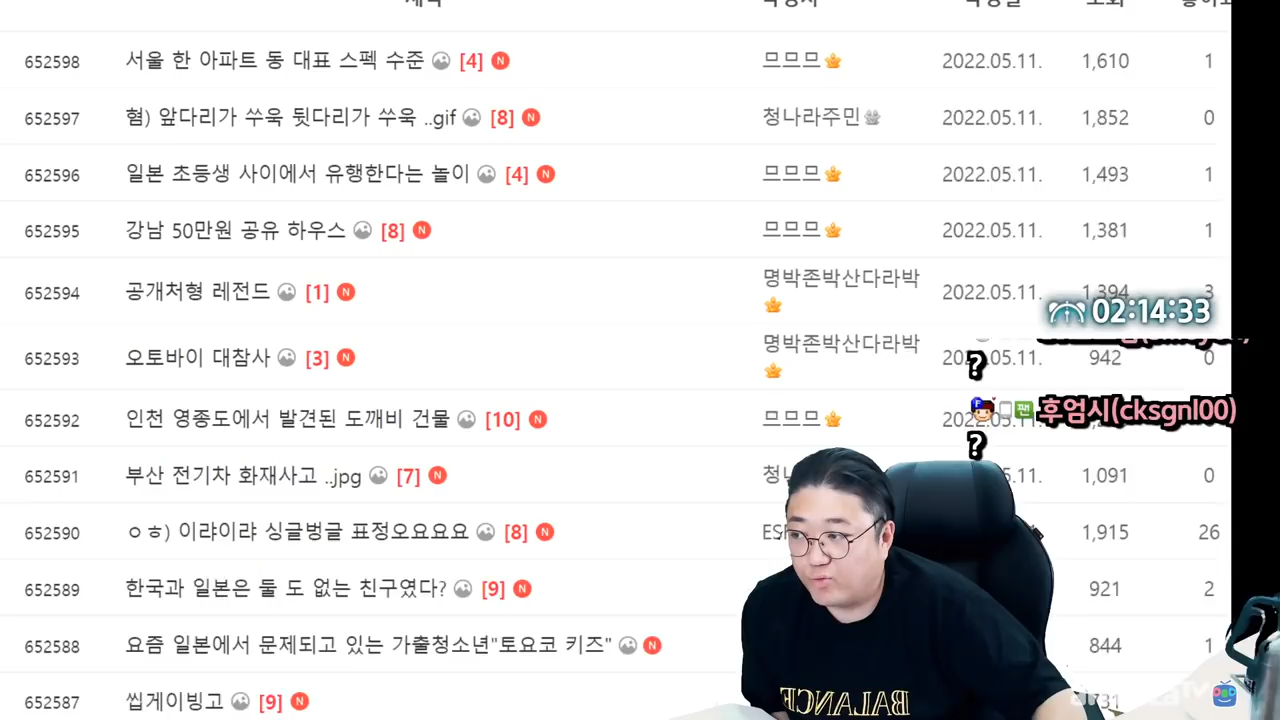 652598 서울 한 아파트 동 대표 스펙 수준 [4] N 므므므 2022.05.11. 1,610 1
652597 혐) 앞다리가 쑤욱 뒷다리가 쑤욱 ..gif [8] N 청나라주민 2022.05.11. 1,852 0
652596 일본 초등생 사이에서 유행한다는 놀이 [4] N 므므므 2022.05.11. 1,493 1
652595 강남 50만원 공유 하우스 [8] N 므므므 2022.05.11. 1,381 1
652594 공개처형 레전드 [1] N 명박존박산다라박 2022.05.11. 1,394 3
02:14:33
652593 오토바이 대참사 [3] N 명박존박산다라박 942 0
?
652592 인천 영종도에서 발견된 도깨비 건물 [10] N 므므므
F 팬 후엄시(cksgnl00)
?
652591 부산 전기차 화재사고 ..jpg [7] N 1,091 0
652590 ㅇㅎ) 이랴이랴 싱글벙글 표정오요요요 [8] N 1,915 26
652589 한국과 일본은 둘 도 없는 친구였다? [9] N 921 2
652588 요즘 일본에서 문제되고 있는 가출청소년"토요코 키즈" N 844 1
652587 씹게이빙고 [9] N
BALANCE